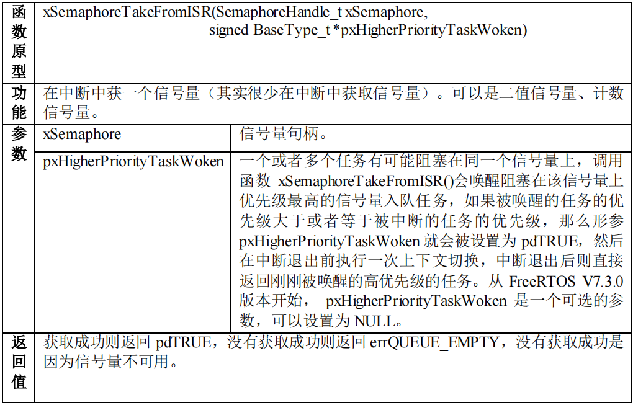 函数原型
xSemaphoreTakeFromISR(SemaphoreHandle_t xSemaphore,
signed BaseType_t *pxHigherPriorityTaskWoken)
功能
在中断中获一个信号量（其实很少在中断中获取信号量）。可以是二值信号量、计数
信号量。
参数
xSemaphore
信号量句柄。
pxHigherPriorityTaskWoken
一个或者多个任务有可能阻塞在同一个信号量上，调用
函数 xSemaphoreTakeFromISR()会唤醒阻塞在该信号量上
优先级最高的信号量入队任务，如果被唤醒的任务的优
先级大于或者等于被中断的任务的优先级，那么形参
pxHigherPriorityTaskWoken 就会被设置为 pdTRUE，然后
在中断退出前执行一次上下文切换，中断退出后则直接
返回刚刚被唤醒的高优先级的任务。从 FreeRTOS V7.3.0
版本开始， pxHigherPriorityTaskWoken 是一个可选的参
数，可以设置为 NULL。
返回值
获取成功则返回 pdTRUE，没有获取成功则返回 errQUEUE_EMPTY，没有获取成功是
因为信号量不可用。